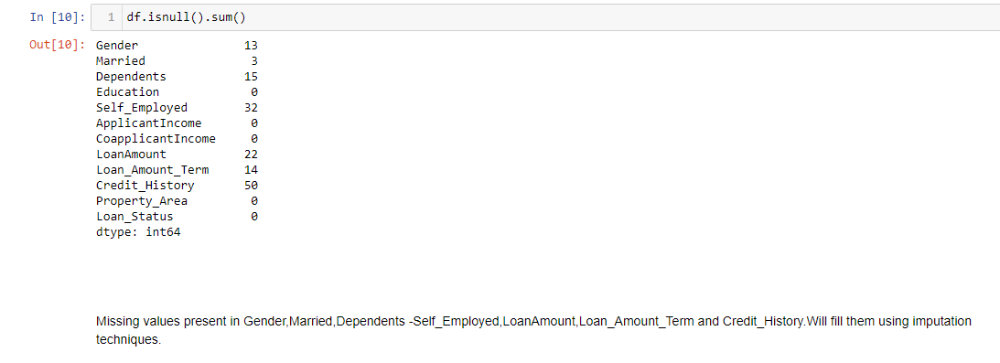 In [10]: 1 df.isnull().sum()
Out[10]: Gender 13
Married 3
Dependents 15
Education 0
Self_Employed 32
ApplicantIncome 0
CoapplicantIncome 0
LoanAmount 22
Loan_Amount_Term 14
Credit_History 50
Property_Area 0
Loan_Status 0
dtype: int64
Missing values present in Gender,Married,Dependents -Self_Employed,LoanAmount,Loan_Amount_Term and Credit_History.Will fill them using imputation
techniques.